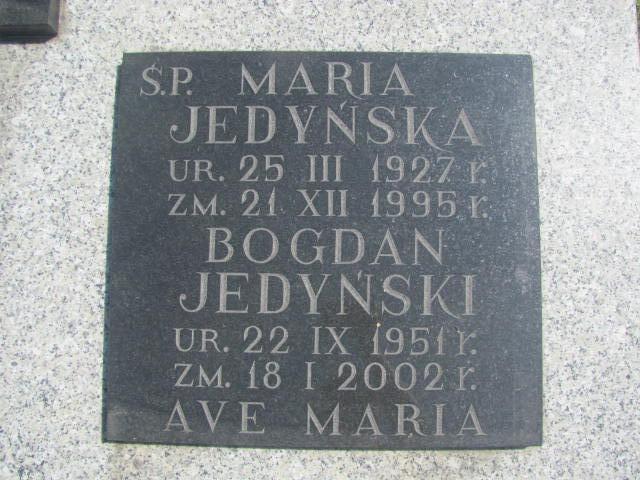 Ś.P. MARIA
JEDYŃSKA
UR. 25 III 1927 r.
ZM. 21 XII 1995 r.
BOGDAN
JEDYŃSKI
UR. 22 IX 1951 r.
ZM. 18 I 2002 r.
AVE MARIA